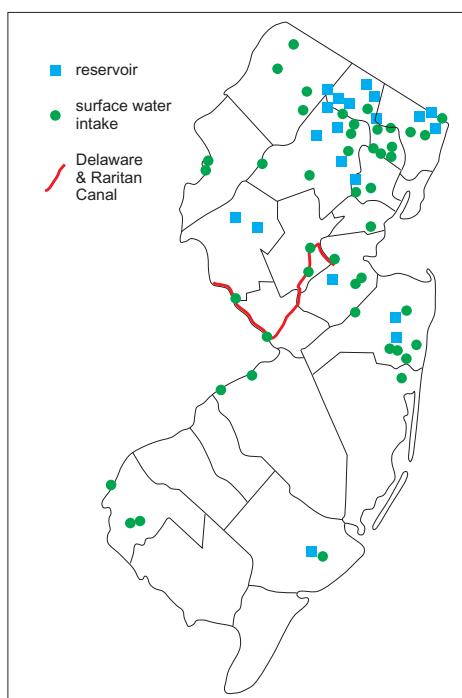 reservoir
surface water
intake
Delaware
& Raritan
Canal